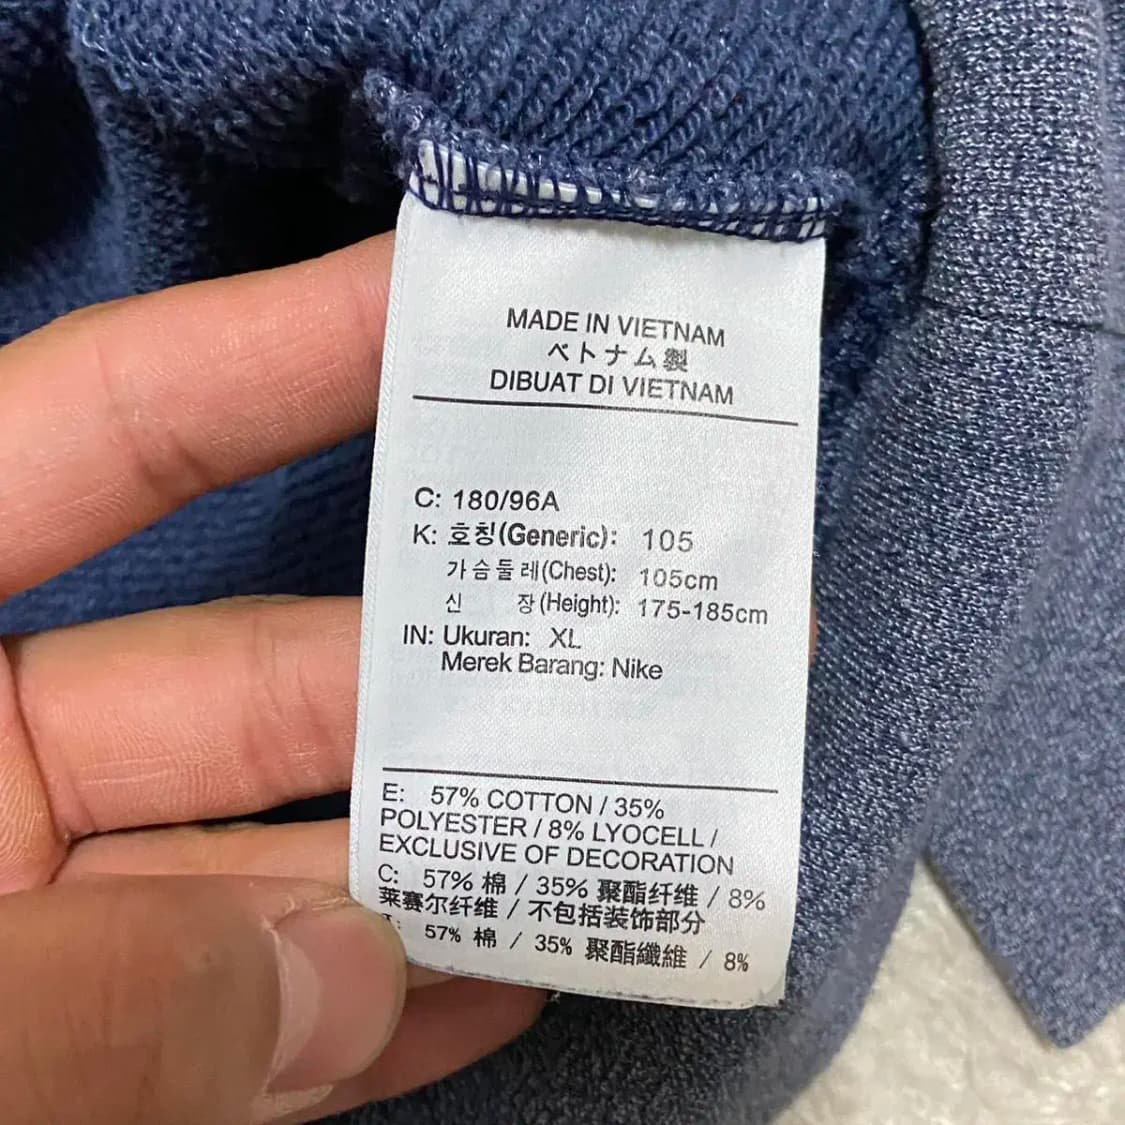 MADE IN VIETNAM
ベトナム製
DIBUAT DI VIETNAM
C: 180/96A
K: 호칭(Generic): 105
가슴둘레(Chest): 105cm
신 장(Height): 175-185cm
IN: Ukuran: XL
Merek Barang: Nike
E: 57% COTTON / 35%
POLYESTER / 8% LYOCELL /
EXCLUSIVE OF DECORATION
C: 57% 棉 / 35% 聚酯纤维 / 8%
莱赛尔纤维 / 不包括装饰部分
57% 棉 / 35% 聚酯纖維 / 8%